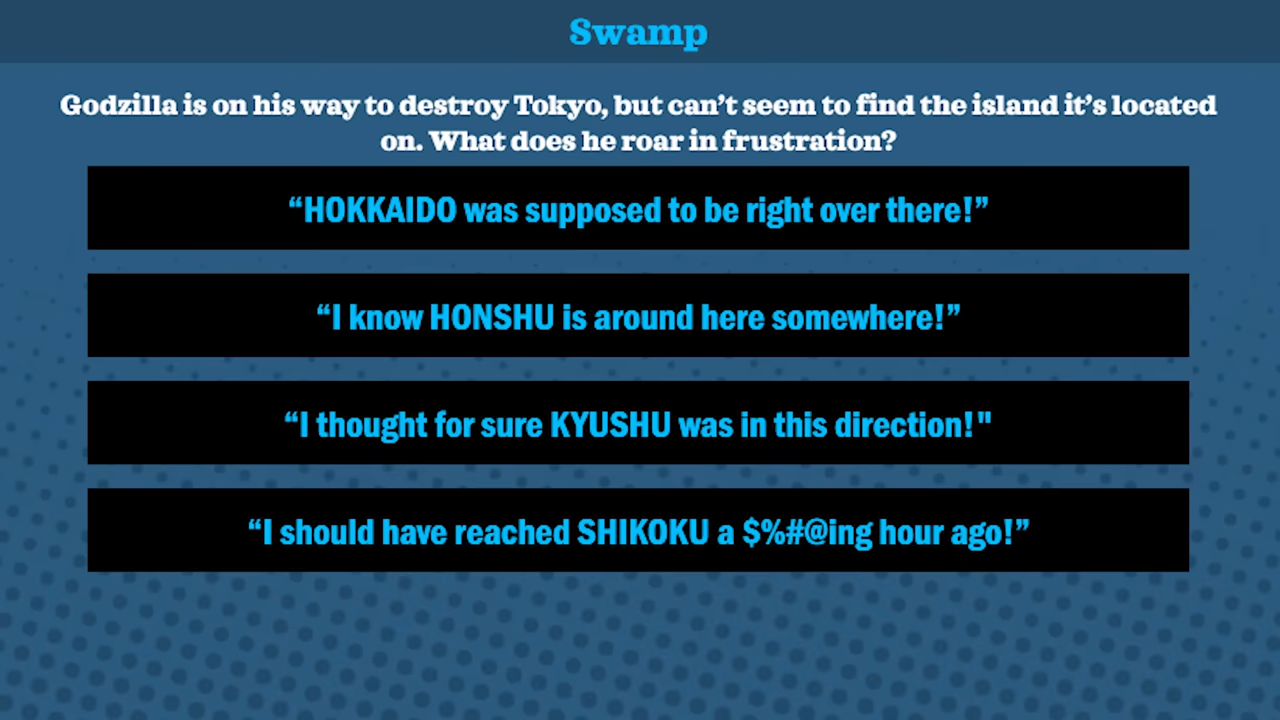 Swamp
Godzilla is on his way to destroy Tokyo, but can’t seem to find the island it’s located
on. What does he roar in frustration?
“HOKKAIDO was supposed to be right over there!”
“I know HONSHU is around here somewhere!”
“I thought for sure KYUSHU was in this direction!"
“I should have reached SHIKOKU a $%#@ing hour ago!”